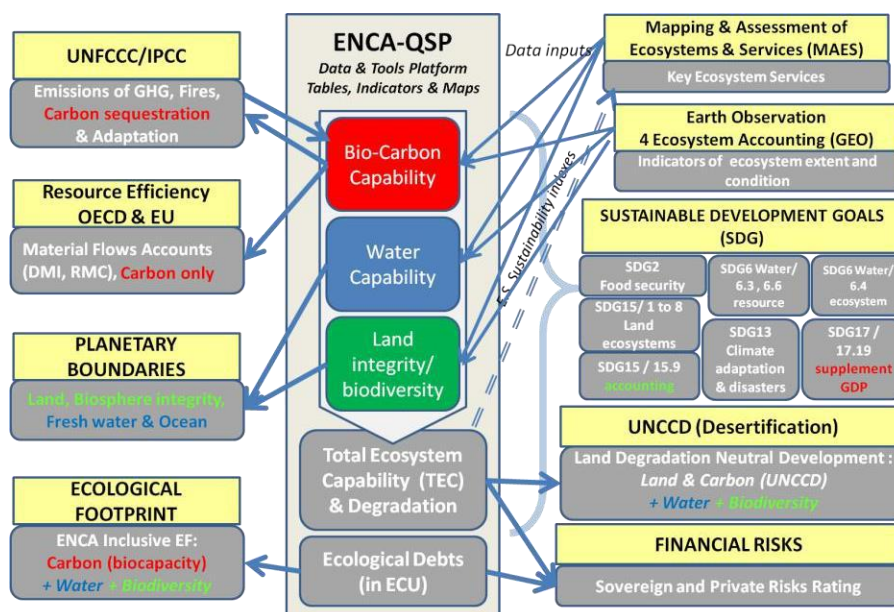 UNFCCC/IPCC
Emissions of GHG, Fires,
Carbon sequestration
& Adaptation
Resource Efficiency
OECD & EU
Material Flows Accounts
(DMI, RMC), Carbon only
PLANETARY
BOUNDARIES
Land, Biosphere integrity,
Fresh water & Ocean
ECOLOGICAL
FOOTPRINT
ENCA Inclusive EF:
Carbon (biocapacity)
+ Water + Biodiversity
ENCA-QSP
Data & Tools Platform
Tables, Indicators & Maps
Bio-Carbon
Capability
Water
Capability
Land
integrity/
biodiversity
Total Ecosystem
Capability (TEC)
& Degradation
Ecological Debts
(in ECU)
Data inputs
E.S. Sustainability indexes
Mapping & Assessment of
Ecosystems & Services (MAES)
Key Ecosystem Services
Earth Observation
4 Ecosystem Accounting (GEO)
Indicators of ecosystem extent and
condition
SUSTAINABLE DEVELOPMENT GOALS
(SDG)
SDG2
Food security
SDG15/ 1 to 8
Land
ecosystems
SDG15 / 15.9
accounting
SDG6 Water/
6.3 , 6.6
resource
SDG13
Climate
adaptation
& disasters
SDG6 Water/
6.4
ecosystem
SDG17 /
17.19
supplement
GDP
UNCCD (Desertification)
Land Degradation Neutral Development :
Land & Carbon (UNCCD)
+ Water + Biodiversity
FINANCIAL RISKS
Sovereign and Private Risks Rating